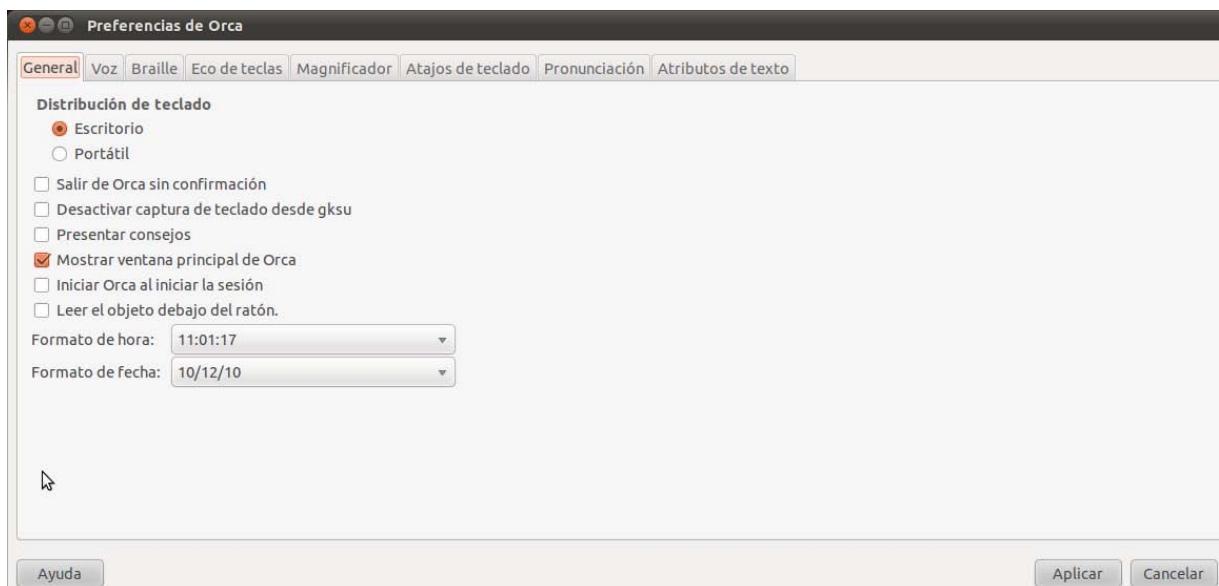 Preferencias de Orca
General Voz Braille Eco de teclas Magnificador Atajos de teclado Pronunciación Atributos de texto
Distribución de teclado
Escritorio
Portátil
Salir de Orca sin confirmación
Desactivar captura de teclado desde gksu
Presentar consejos
Mostrar ventana principal de Orca
Iniciar Orca al iniciar la sesión
Leer el objeto debajo del ratón.
Formato de hora: 11:01:17
Formato de fecha: 10/12/10
Ayuda Aplicar Cancelar